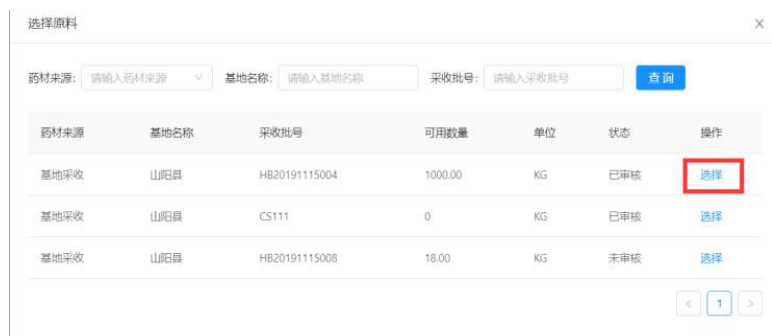 选择原料
药材来源: 请输入药材来源 基地名称: 请输入基地名称 采收批号: 请输入采收批号 查询
药材来源 基地名称 采收批号 可用数量 单位 状态 操作
基地采收 山阳县 HB20191115004 1000.00 KG 已审核 选择
基地采收 山阳县 CS111 0 KG 已审核 选择
基地采收 山阳县 HB20191115008 18.00 KG 未审核 选择
< 1 >